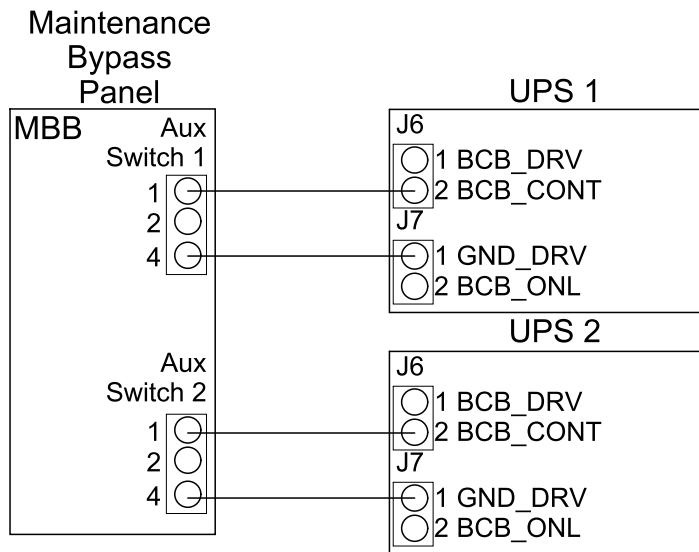 Maintenance
Bypass
Panel
MBB
Aux
Switch 1
1
2
4
Aux
Switch 2
1
2
4
UPS 1
J6
1 BCB_DRV
2 BCB_CONT
J7
1 GND_DRV
2 BCB_ONL
UPS 2
J6
1 BCB_DRV
2 BCB_CONT
J7
1 GND_DRV
2 BCB_ONL